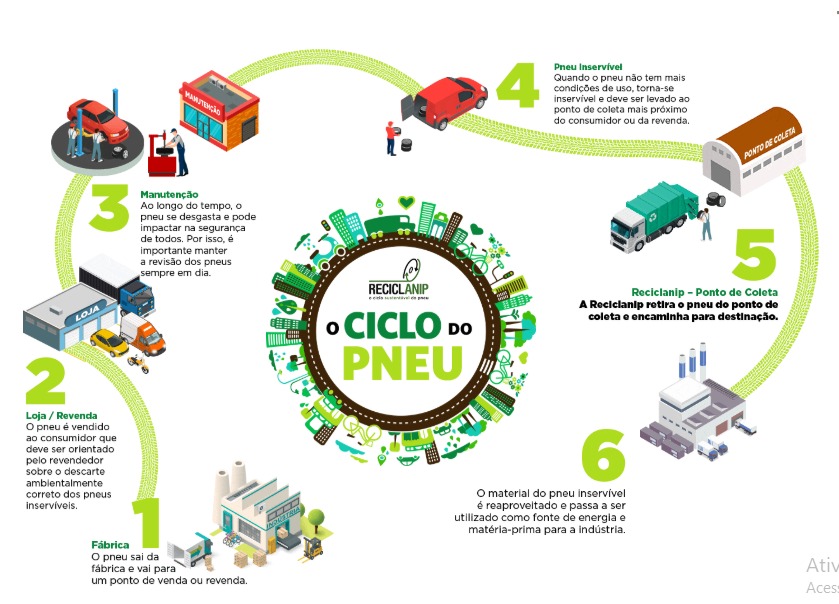 RECICLANIP
o ciclo sustentável do pneu
O CICLO DO
PNEU
1
INDÚSTRIA
Fábrica
O pneu sai da
fábrica e vai para
um ponto de venda ou revenda.
2
LOJA
Loja / Revenda
O pneu é vendido
ao consumidor que
deve ser orientado
pelo revendedor
sobre o descarte
ambientalmente
correto dos pneus
inservíveis.
3
MANUTENÇÃO
Manutenção
Ao longo do tempo, o
pneu se desgasta e pode
impactar na segurança
de todos. Por isso, é
importante manter
a revisão dos pneus
sempre em dia.
4
Pneu Inservível
Quando o pneu não tem mais
condições de uso, torna-se
inservível e deve ser levado ao
ponto de coleta mais próximo
do consumidor ou da revenda.
PONTO DE COLETA
5
Reciclanip – Ponto de Coleta
A Reciclanip retira o pneu do ponto de
coleta e encaminha para destinação.
6
O material do pneu inservível
é reaproveitado e passa a ser
utilizado como fonte de energia e
matéria-prima para a indústria.
Ativ
Acess